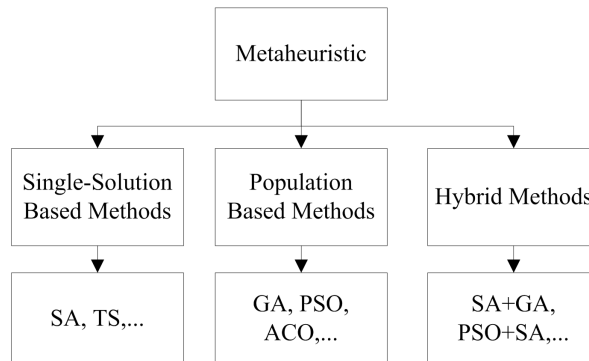 Metaheuristic
Single-Solution
Based Methods
Population
Based Methods
Hybrid Methods
SA, TS,...
GA, PSO,
ACO,...
SA+GA,
PSO+SA,...